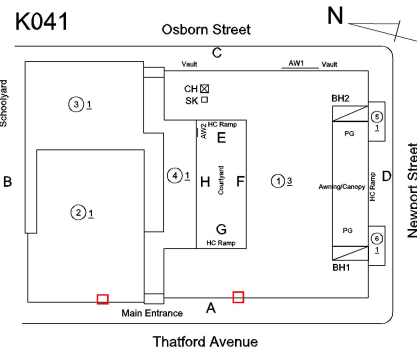 K041
Osborn Street
N
C
Vault
AW1
Vault
CH
SK
BH2
Schoolyard
3 1
5
1
AW2
HC Ramp
E
PG
Newport Street
B
4 1
H
Courtyard
F
1 3
Awning/Canopy
HC Ramp
D
2 1
G
HC Ramp
PG
6
1
BH1
A
Main Entrance
Thatford Avenue